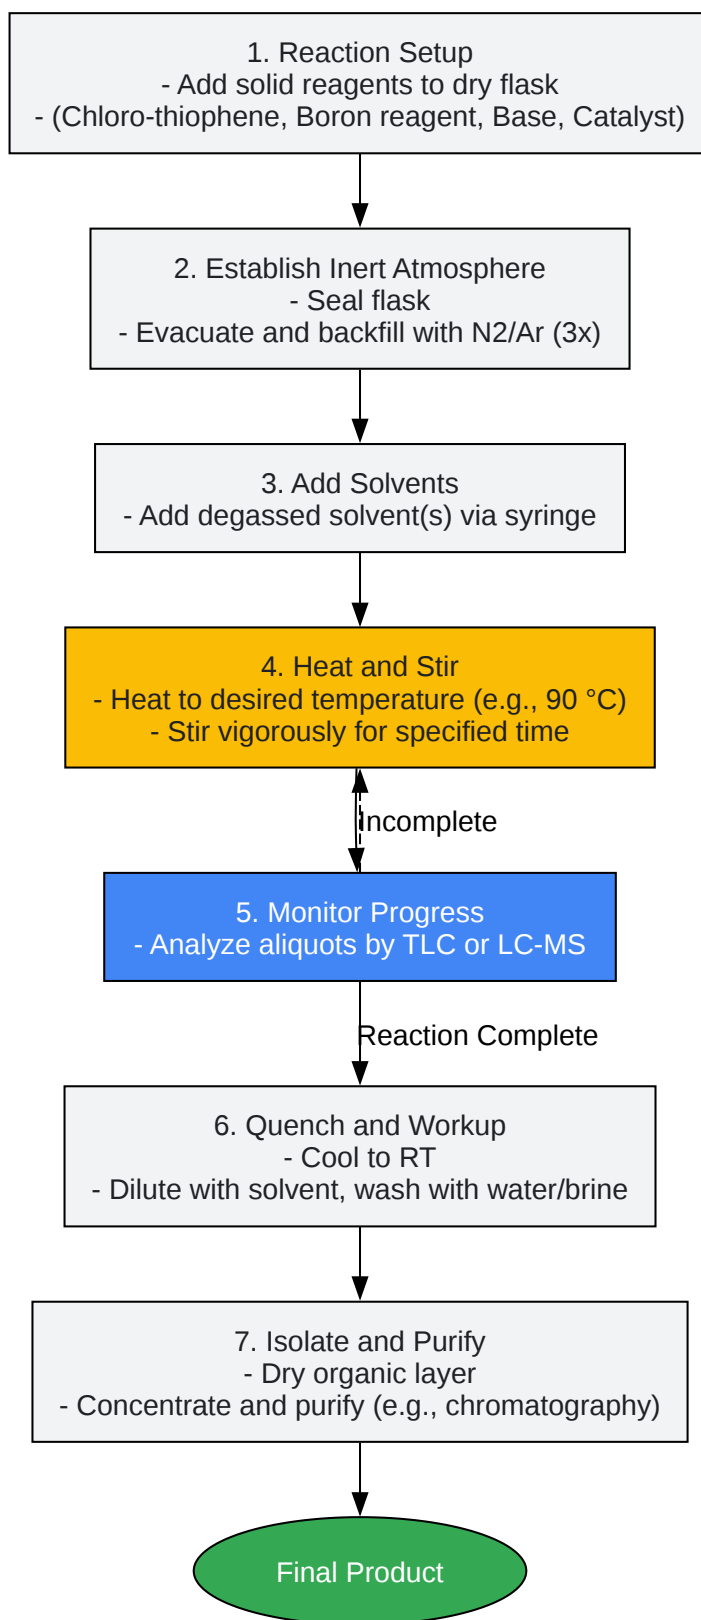 1. Reaction Setup
- Add solid reagents to dry flask
- (Chloro-thiophene, Boron reagent, Base, Catalyst)
2. Establish Inert Atmosphere
- Seal flask
- Evacuate and backfill with N2/Ar (3x)
3. Add Solvents
- Add degassed solvent(s) via syringe
4. Heat and Stir
- Heat to desired temperature (e.g., 90 °C)
- Stir vigorously for specified time
Incomplete
5. Monitor Progress
- Analyze aliquots by TLC or LC-MS
Reaction Complete
6. Quench and Workup
- Cool to RT
- Dilute with solvent, wash with water/brine
7. Isolate and Purify
- Dry organic layer
- Concentrate and purify (e.g., chromatography)
Final Product